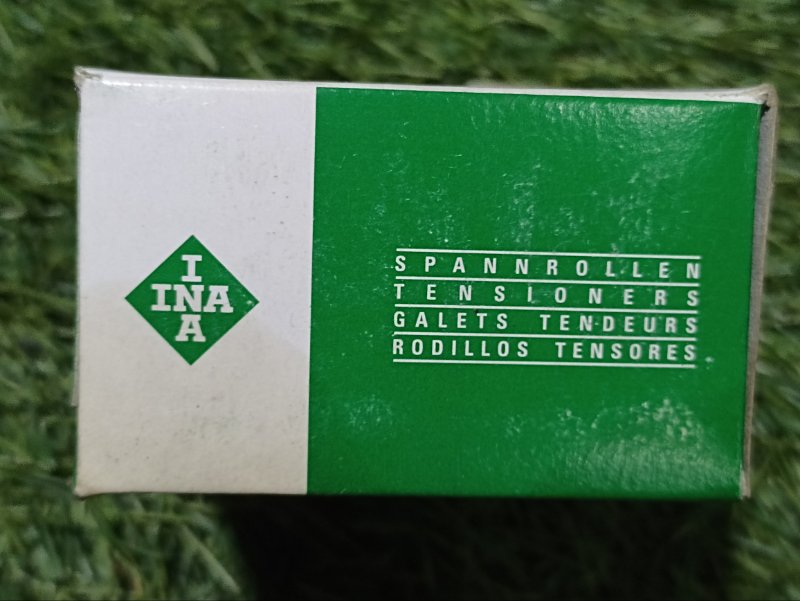 I
INA
A
SPANNROLLEN
TENSIONERS
GALETS TENDEURS
RODILLOS TENSORES